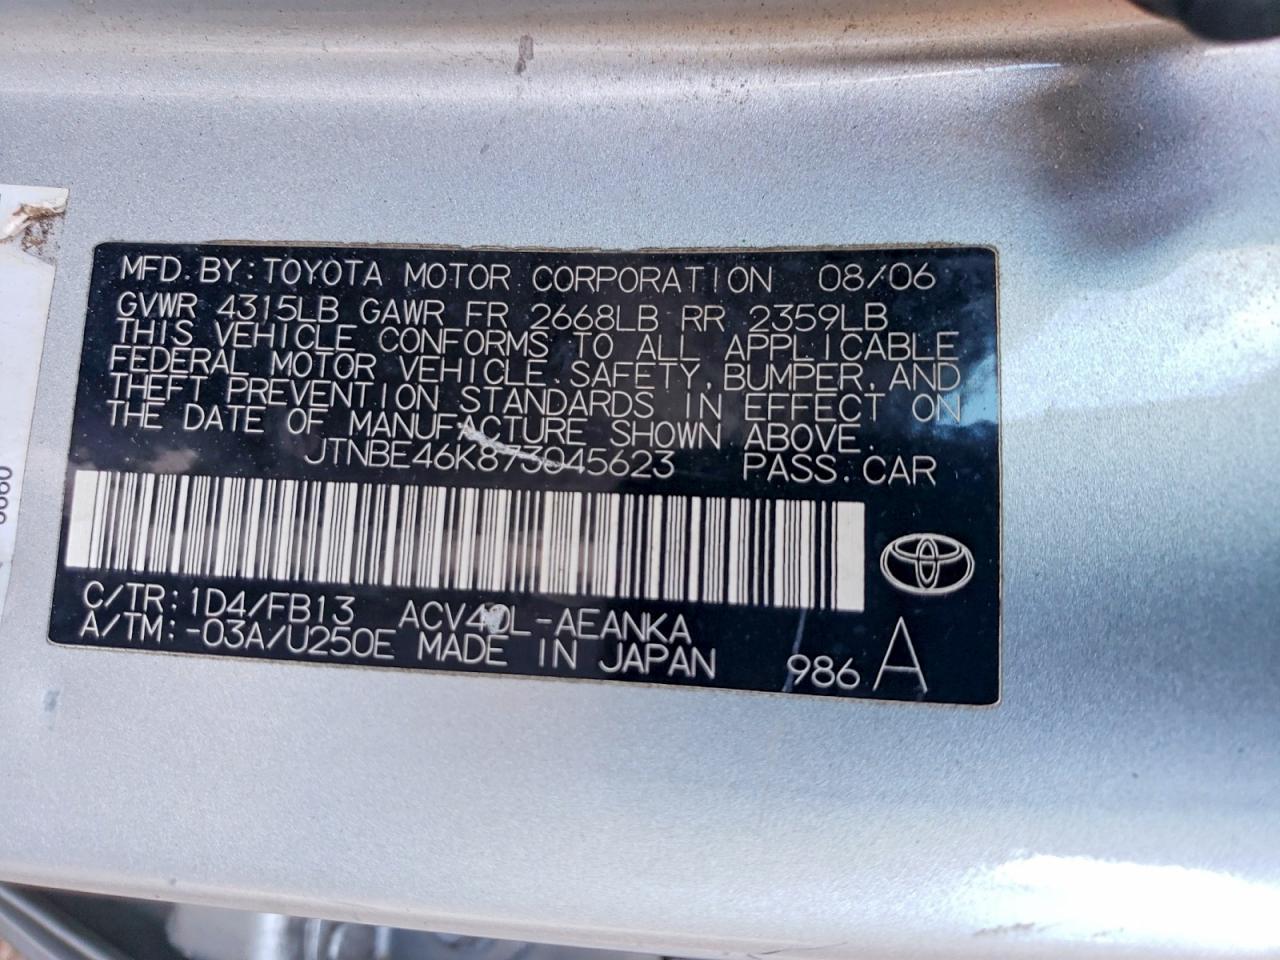 MFD. BY: TOYOTA MOTOR CORPORATION 08/06
GVWR 4315LB GAWR FR 2668LB RR 2359LB
THIS VEHICLE CONFORMS TO ALL APPLICABLE
FEDERAL MOTOR VEHICLE SAFETY, BUMPER, AND
THEFT PREVENTION STANDARDS IN EFFECT ON
THE DATE OF MANUFACTURE SHOWN ABOVE.
JTNBE46K873045623 PASS. CAR
C/TR: 1D4/FB13 ACV40L-AEANKA
A/TM: -03A/U250E MADE IN JAPAN 986 A